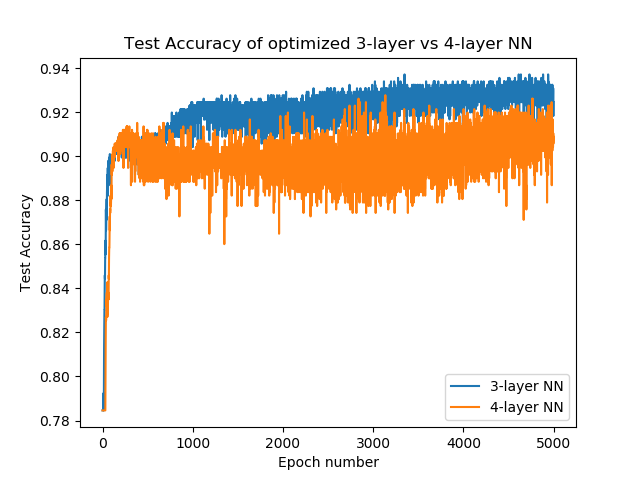 Test Accuracy of optimized 3-layer vs 4-layer NN
0.94
0.92
0.90
0.88
0.86
0.84
0.82
0.80
0.78
Test Accuracy
3-layer NN
4-layer NN
0 1000 2000 3000 4000 5000
Epoch number